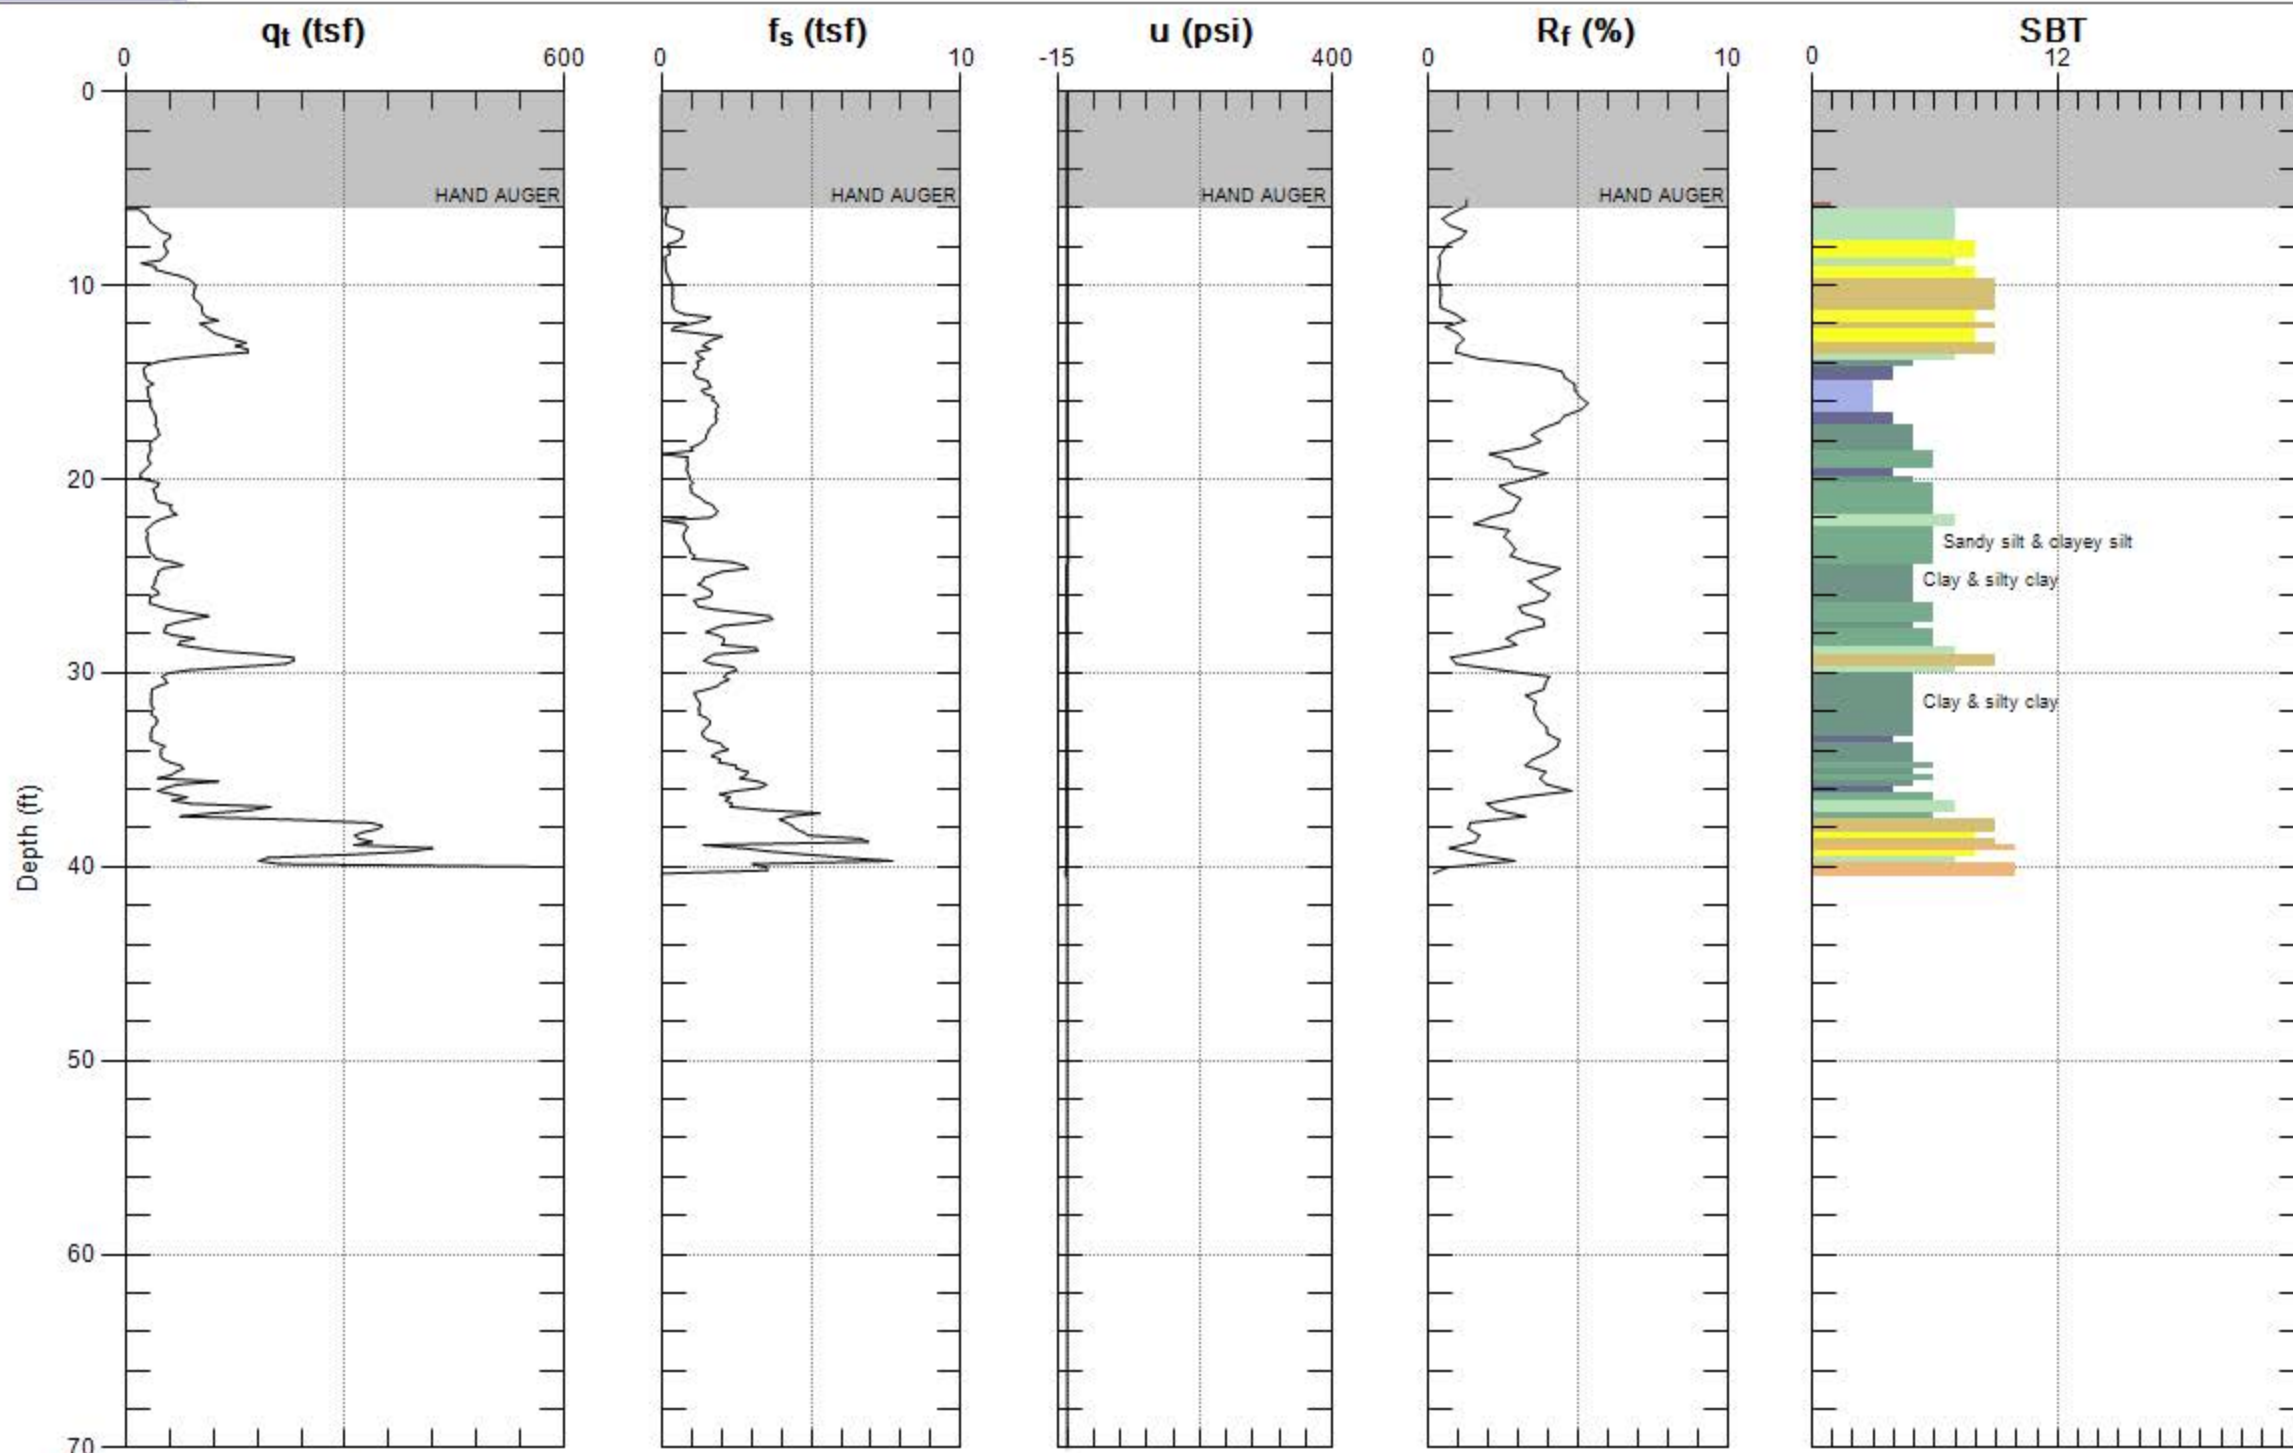 qt (tsf)
fs (tsf)
u (psi)
Rf (%)
SBT
0
600
0
10
-15
400
0
10
0
12
0
HAND AUGER
HAND AUGER
HAND AUGER
HAND AUGER
10
20
Sandy silt & clayey silt
Clay & silty clay
30
Clay & silty clay
Depth (ft)
40
50
60
70